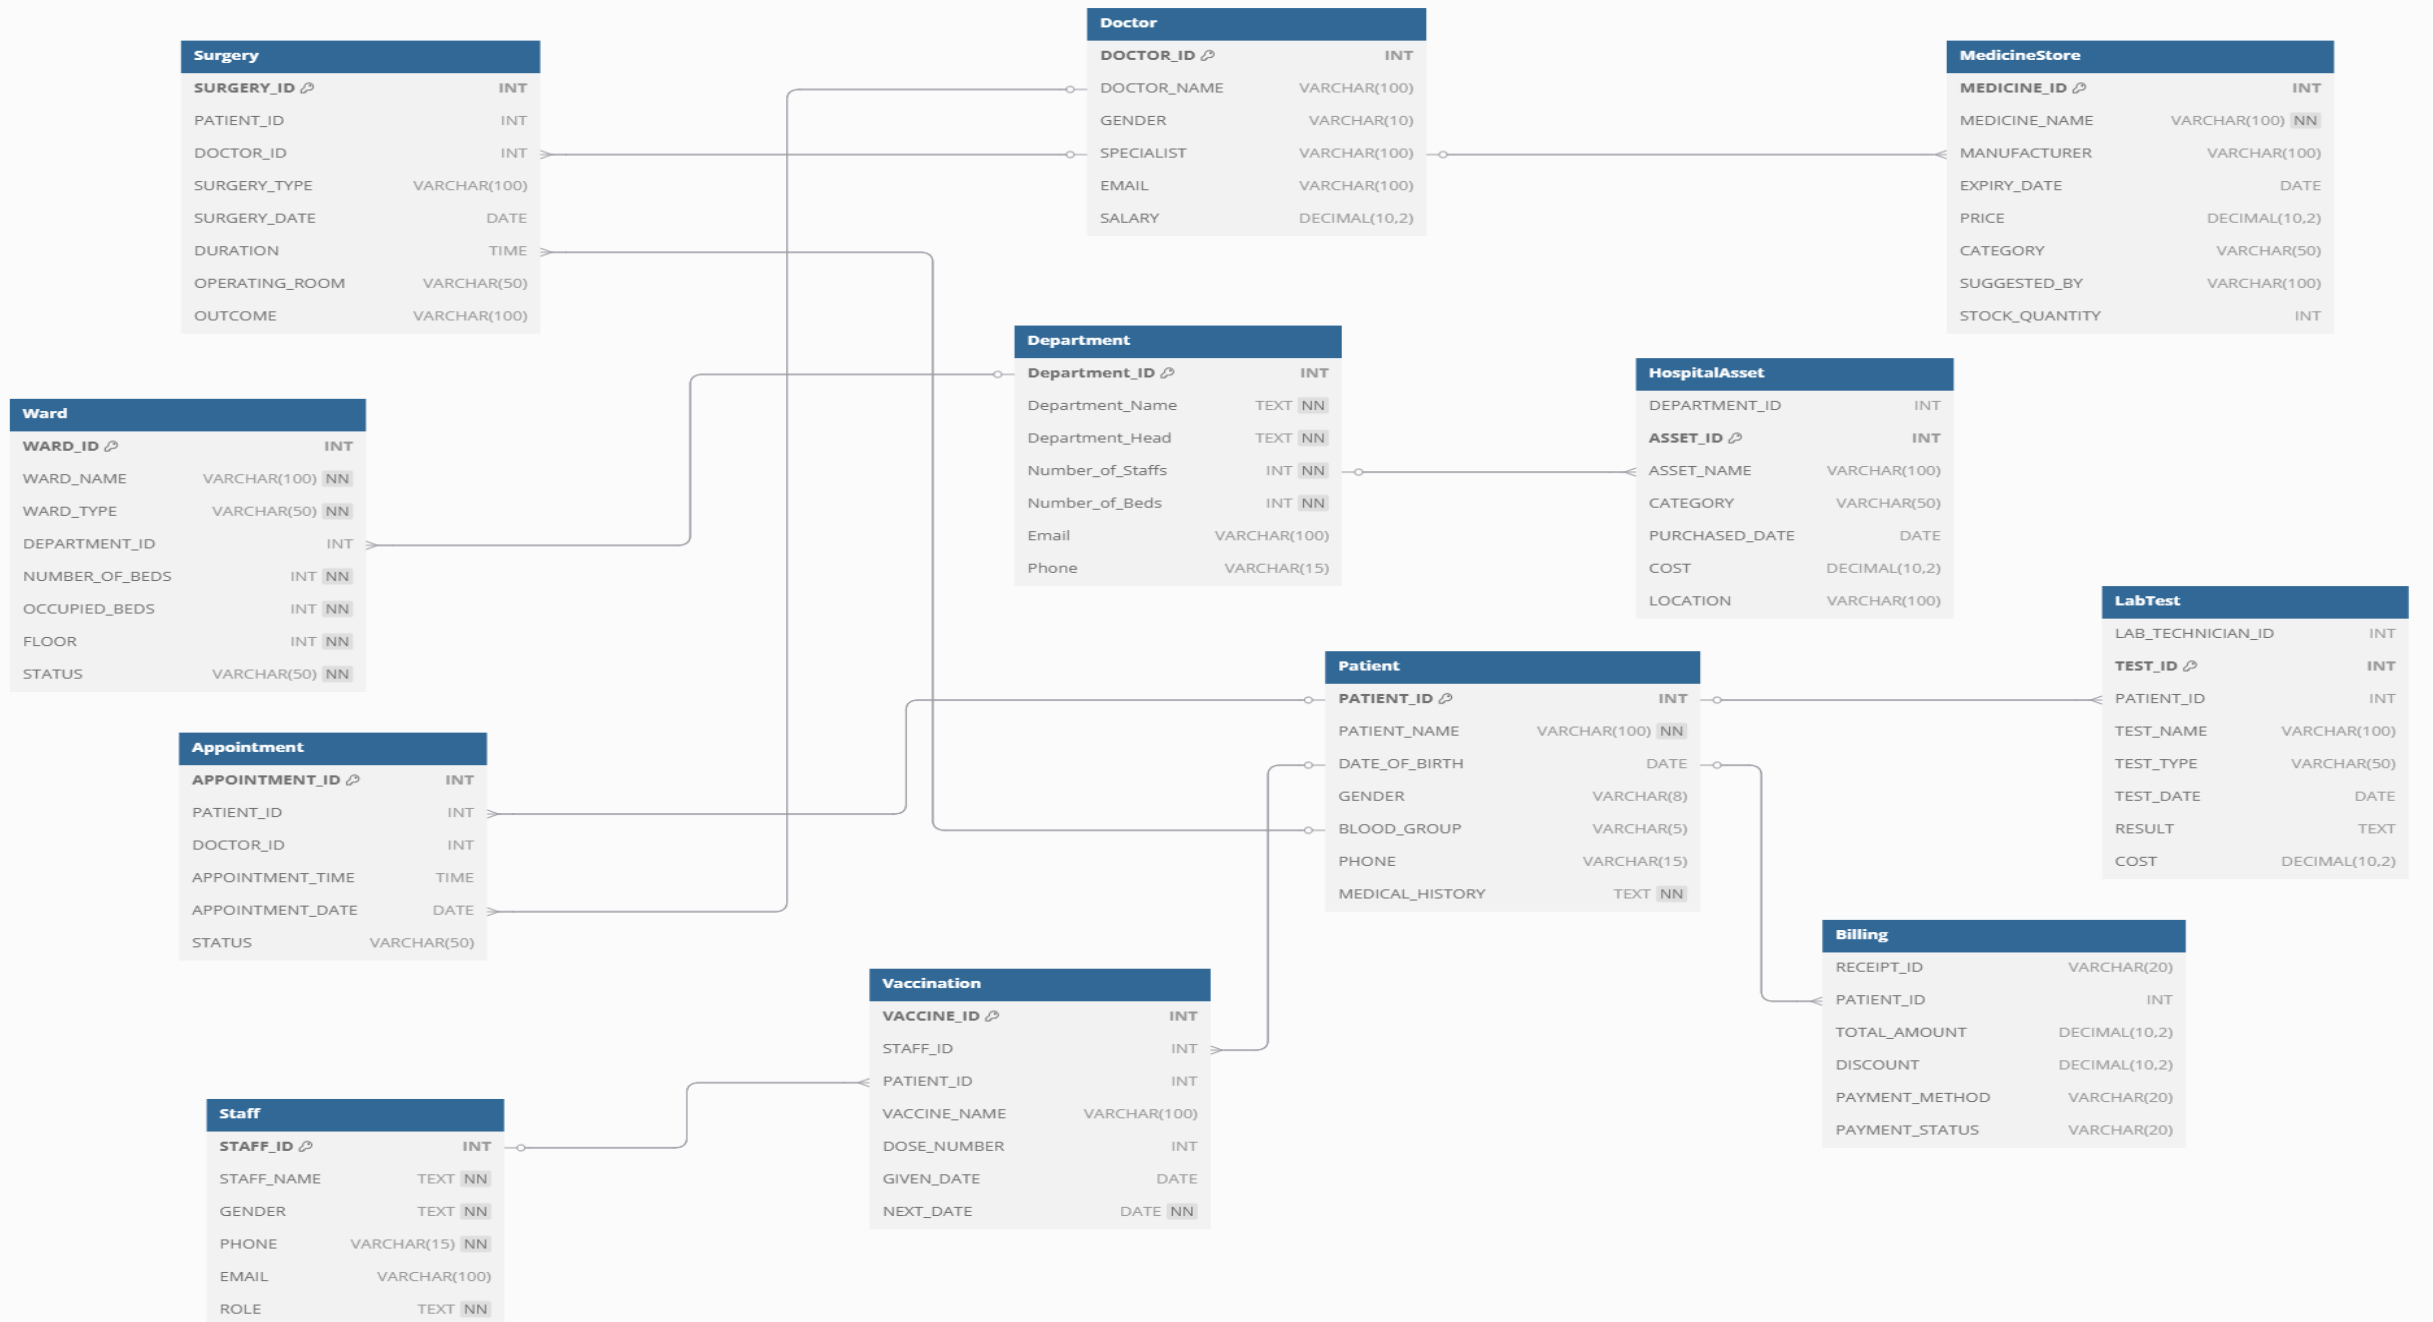 Doctor
DOCTOR_ID INT
DOCTOR_NAME VARCHAR(100)
GENDER VARCHAR(10)
SPECIALIST VARCHAR(100)
EMAIL VARCHAR(100)
SALARY DECIMAL(10,2)
Surgery
SURGERY_ID INT
PATIENT_ID INT
DOCTOR_ID INT
SURGERY_TYPE VARCHAR(100)
SURGERY_DATE DATE
DURATION TIME
OPERATING_ROOM VARCHAR(50)
OUTCOME VARCHAR(100)
MedicineStore
MEDICINE_ID INT
MEDICINE_NAME VARCHAR(100) NN
MANUFACTURER VARCHAR(100)
EXPIRY_DATE DATE
PRICE DECIMAL(10,2)
CATEGORY VARCHAR(50)
SUGGESTED_BY VARCHAR(100)
STOCK_QUANTITY INT
Department
Department_ID INT
Department_Name TEXT NN
Department_Head TEXT NN
Number_of_Staffs INT NN
Number_of_Beds INT NN
Email VARCHAR(100)
Phone VARCHAR(15)
HospitalAsset
DEPARTMENT_ID INT
ASSET_ID INT
ASSET_NAME VARCHAR(100)
CATEGORY VARCHAR(50)
PURCHASED_DATE DATE
COST DECIMAL(10,2)
LOCATION VARCHAR(100)
Ward
WARD_ID INT
WARD_NAME VARCHAR(100) NN
WARD_TYPE VARCHAR(50) NN
DEPARTMENT_ID INT
NUMBER_OF_BEDS INT NN
OCCUPIED_BEDS INT NN
FLOOR INT NN
STATUS VARCHAR(50) NN
LabTest
LAB_TECHNICIAN_ID INT
TEST_ID INT
PATIENT_ID INT
TEST_NAME VARCHAR(100)
TEST_TYPE VARCHAR(50)
TEST_DATE DATE
RESULT TEXT
COST DECIMAL(10,2)
Patient
PATIENT_ID INT
PATIENT_NAME VARCHAR(100) NN
DATE_OF_BIRTH DATE
GENDER VARCHAR(8)
BLOOD_GROUP VARCHAR(5)
PHONE VARCHAR(15)
MEDICAL_HISTORY TEXT NN
Appointment
APPOINTMENT_ID INT
PATIENT_ID INT
DOCTOR_ID INT
APPOINTMENT_TIME TIME
APPOINTMENT_DATE DATE
STATUS VARCHAR(50)
Billing
RECEIPT_ID VARCHAR(20)
PATIENT_ID INT
TOTAL_AMOUNT DECIMAL(10,2)
DISCOUNT DECIMAL(10,2)
PAYMENT_METHOD VARCHAR(20)
PAYMENT_STATUS VARCHAR(20)
Vaccination
VACCINE_ID INT
STAFF_ID INT
PATIENT_ID INT
VACCINE_NAME VARCHAR(100)
DOSE_NUMBER INT
GIVEN_DATE DATE
NEXT_DATE DATE NN
Staff
STAFF_ID INT
STAFF_NAME TEXT NN
GENDER TEXT NN
PHONE VARCHAR(15) NN
EMAIL VARCHAR(100)
ROLE TEXT NN